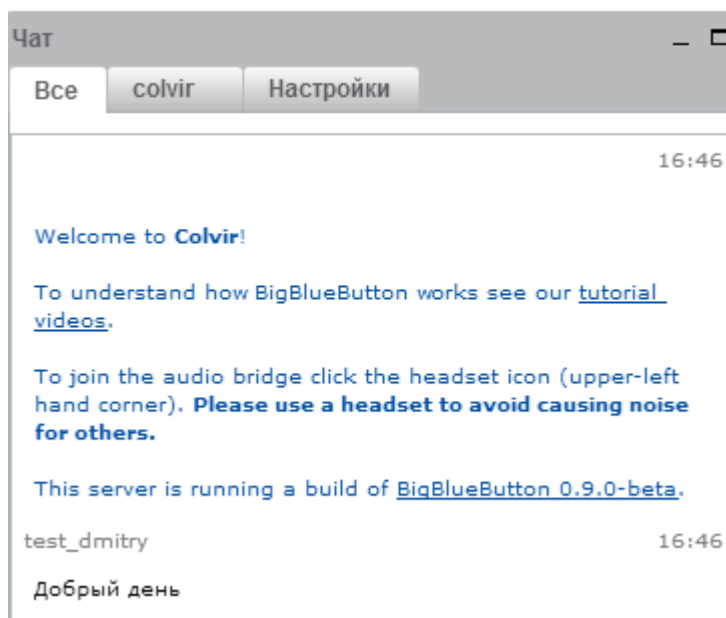 Чат
Все colvir Настройки
16:46
Welcome to Colvir!
To understand how BigBlueButton works see our tutorial
videos.
To join the audio bridge click the headset icon (upper-left
hand corner). Please use a headset to avoid causing noise
for others.
This server is running a build of BigBlueButton 0.9.0-beta.
test_dmitry 16:46
Добрый день